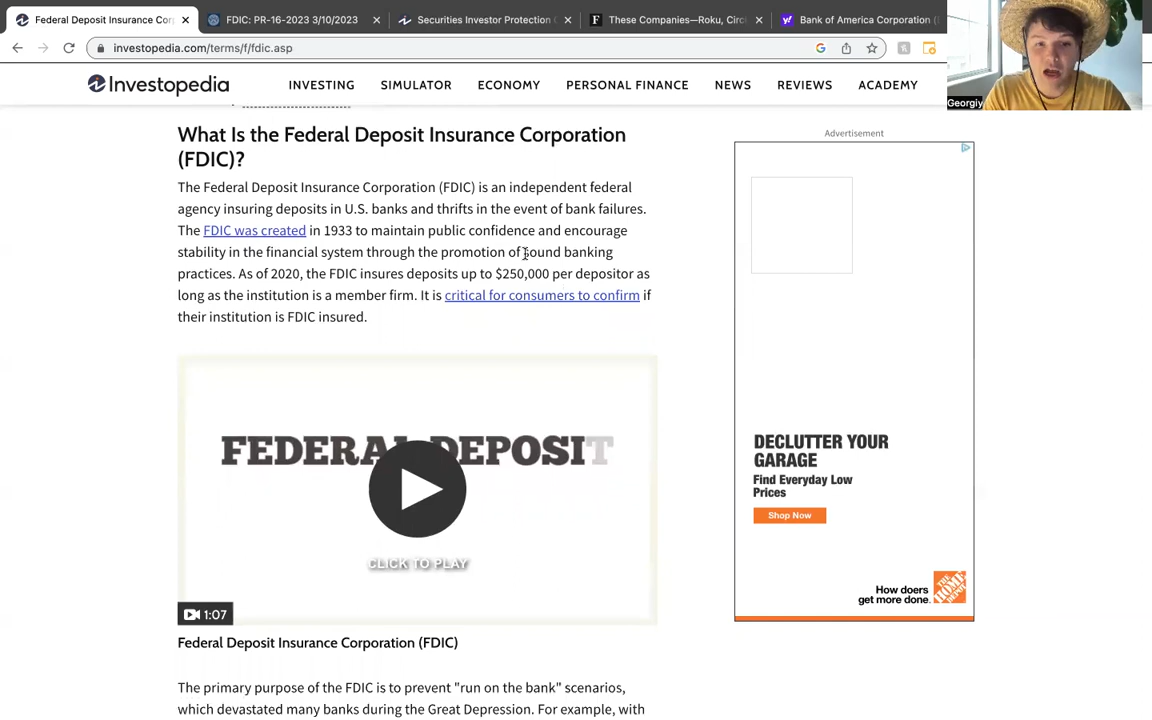 Federal Deposit Insurance Corp
FDIC: PR-16-2023 3/10/2023
Securities Investor Protection
These Companies—Roku, Circl
Bank of America Corporation (
investopedia.com/terms/f/fdic.asp
Investopedia
INVESTING
SIMULATOR
ECONOMY
PERSONAL FINANCE
NEWS
REVIEWS
ACADEMY
Georgiy
What Is the Federal Deposit Insurance Corporation
(FDIC)?
The Federal Deposit Insurance Corporation (FDIC) is an independent federal
agency insuring deposits in U.S. banks and thrifts in the event of bank failures.
The FDIC was created in 1933 to maintain public confidence and encourage
stability in the financial system through the promotion of sound banking
practices. As of 2020, the FDIC insures deposits up to $250,000 per depositor as
long as the institution is a member firm. It is critical for consumers to confirm if
their institution is FDIC insured.
FEDERAL DEPOSIT
CLICK TO PLAY
1:07
Federal Deposit Insurance Corporation (FDIC)
The primary purpose of the FDIC is to prevent "run on the bank" scenarios,
which devastated many banks during the Great Depression. For example, with
Advertisement
DECLUTTER YOUR
GARAGE
Find Everyday Low
Prices
Shop Now
How doers
get more done.
THE HOME DEPOT